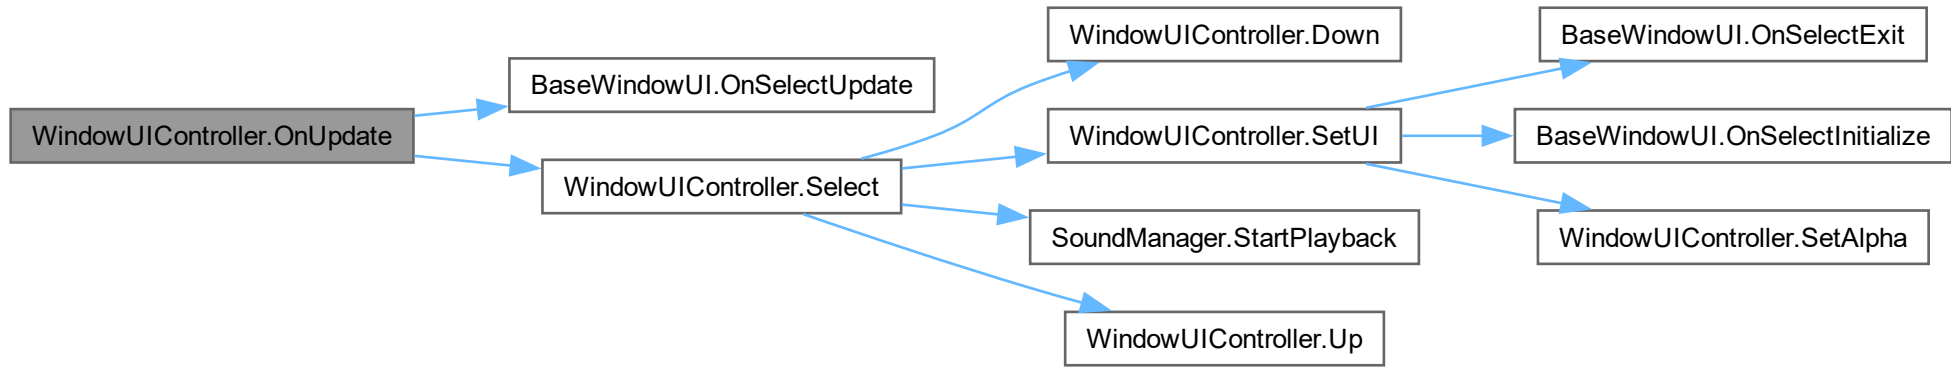 WindowUIController.OnUpdate
BaseWindowUI.OnSelectUpdate
WindowUIController.Select
WindowUIController.Down
WindowUIController.SetUI
SoundManager.StartPlayback
WindowUIController.Up
BaseWindowUI.OnSelectExit
BaseWindowUI.OnSelectInitialize
WindowUIController.SetAlpha